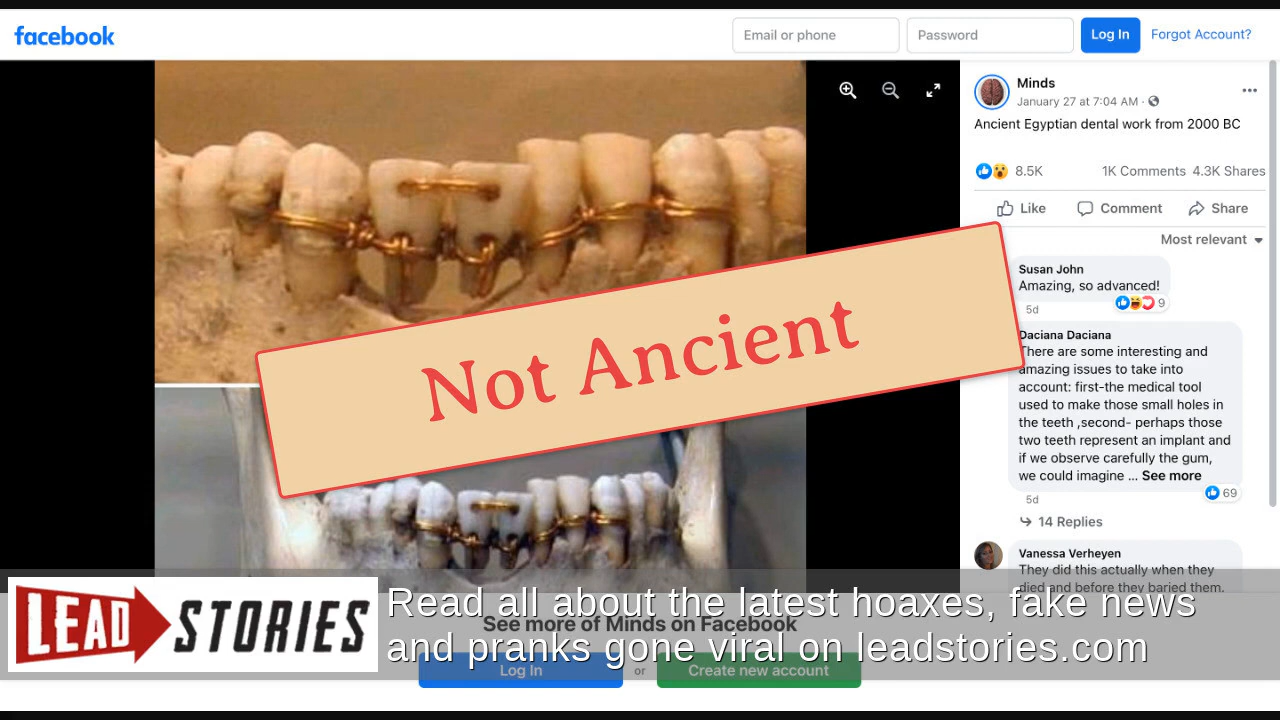 facebook
Email or phone
Password
Log In
Forgot Account?
Minds
January 27 at 7:04 AM ·
Ancient Egyptian dental work from 2000 BC
8.5K
1K Comments 4.3K Shares
Like
Comment
Share
Most relevant
Susan John
Amazing, so advanced!
9
5d
Daciana Daciana
There are some interesting and
amazing issues to take into
account: first-the medical tool
used to make those small holes in
the teeth ,second- perhaps those
two teeth represent an implant and
if we observe carefully the gum,
we could imagine ... See more
69
5d
14 Replies
Vanessa Verheyen
They did this actually when they
died and before they baried them.
Not Ancient
LEAD STORIES
Read all about the latest hoaxes, fake news
and pranks gone viral on leadstories.com
See more of Minds on Facebook
Log In
or
Create new account